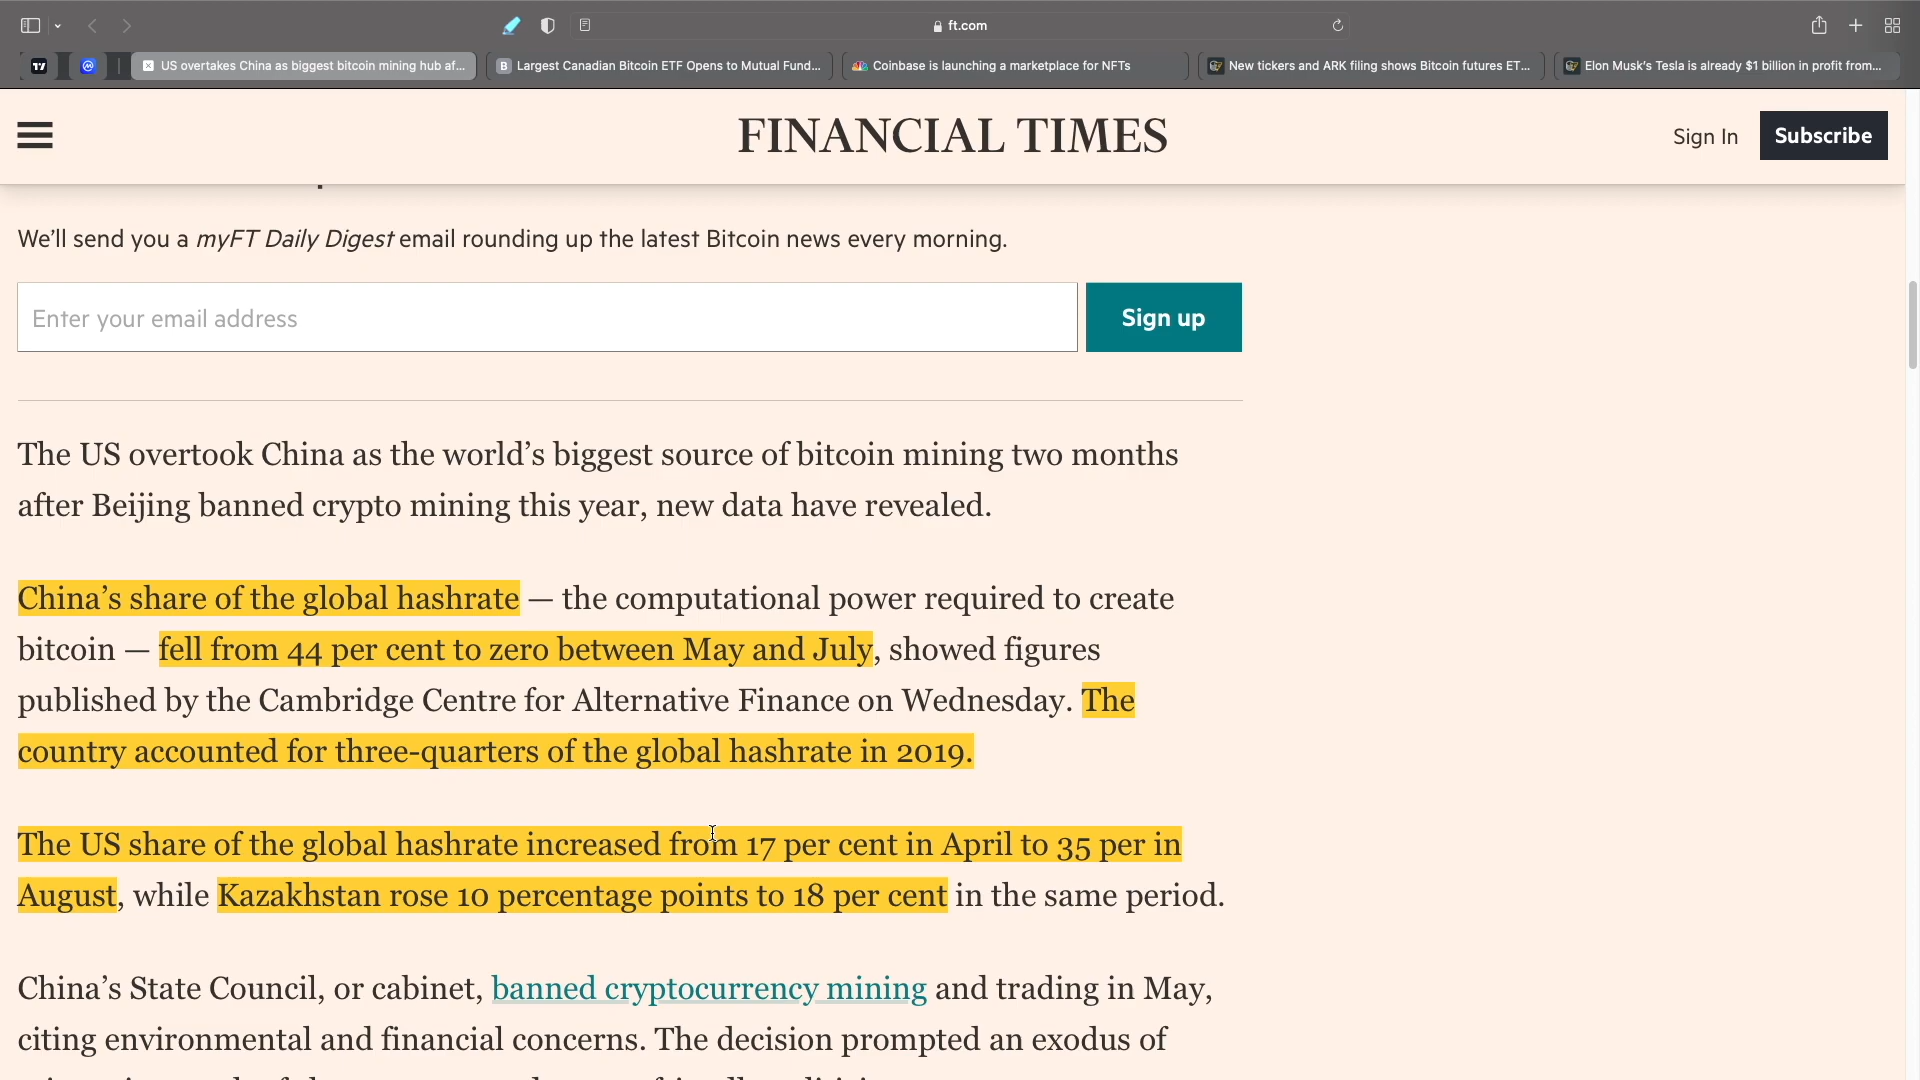 ft.com
US overtakes China as biggest bitcoin mining hub af...
Largest Canadian Bitcoin ETF Opens to Mutual Fund...
Coinbase is launching a marketplace for NFTs
New tickers and ARK filing shows Bitcoin futures ET...
Elon Musk's Tesla is already $1 billion in profit from...
FINANCIAL TIMES
Sign In
Subscribe
We'll send you a myFT Daily Digest email rounding up the latest Bitcoin news every morning.
Enter your email address
Sign up
The US overtook China as the world's biggest source of bitcoin mining two months
after Beijing banned crypto mining this year, new data have revealed.
China's share of the global hashrate — the computational power required to create
bitcoin — fell from 44 per cent to zero between May and July, showed figures
published by the Cambridge Centre for Alternative Finance on Wednesday. The
country accounted for three-quarters of the global hashrate in 2019.
The US share of the global hashrate increased from 17 per cent in April to 35 per in
August, while Kazakhstan rose 10 percentage points to 18 per cent in the same period.
China's State Council, or cabinet, banned cryptocurrency mining and trading in May,
citing environmental and financial concerns. The decision prompted an exodus of